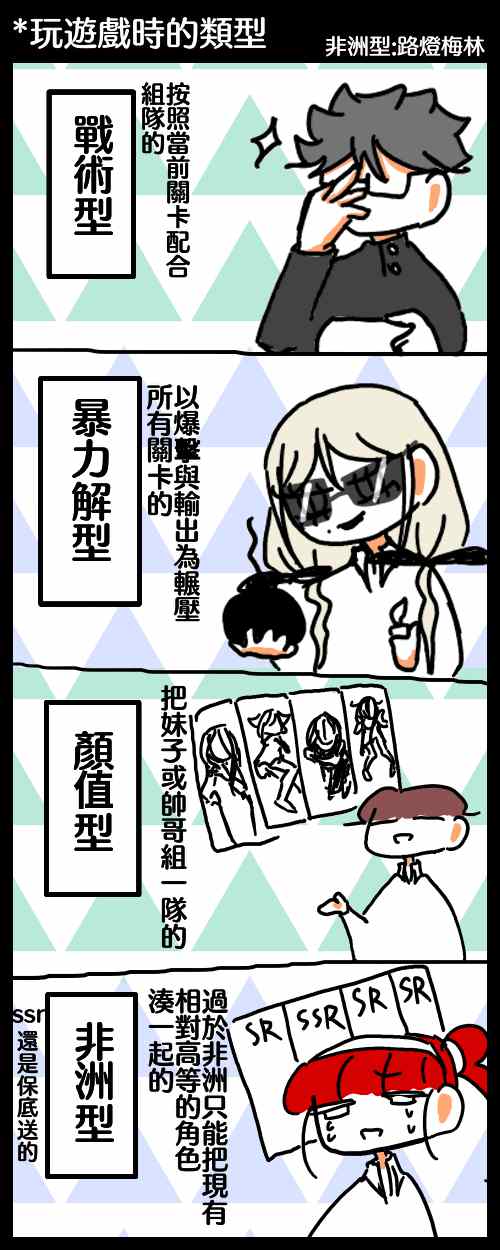 *玩遊戲時的類型
非洲型:路燈梅林
戰術型
按照當前關卡配合
組隊的
暴力解型
以爆擊與輸出為輾壓
所有關卡的
顏值型
把妹子或帥哥組一隊的
非洲型
過於非洲只能把現有
相對高等的角色
湊一起的
ssr
還是保底送的
SR
SSR
SR
SR